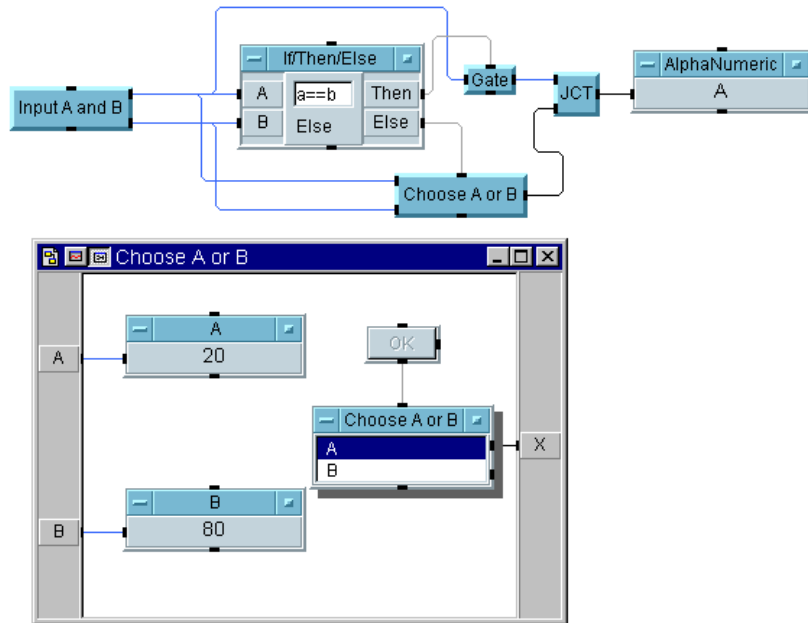 If/Then/Else
AlphaNumeric
Input A and B
A
a==b
Then
Gate
JCT
A
B
Else
Else
Choose A or B
Choose A or B
A
20
OK
A
Choose A or B
A
B
X
B
80
B